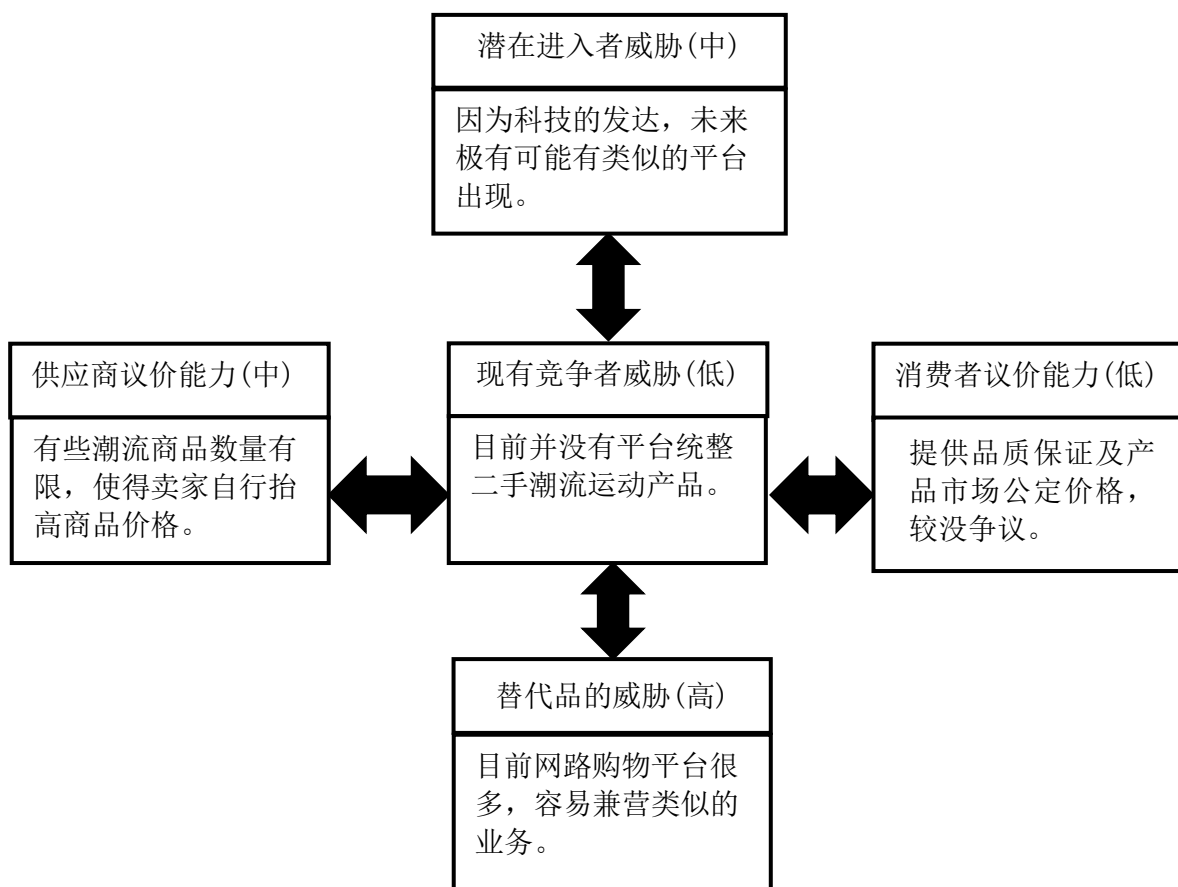 潜在进入者威胁(中)
因为科技的发达，未来
极有可能有类似的平台
出现。
供应商议价能力(中)
有些潮流商品数量有
限，使得卖家自行抬
高商品价格。
现有竞争者威胁(低)
目前并没有平台统整
二手潮流运动产品。
消费者议价能力(低)
提供品质保证及产
品市场公定价格，
较没争议。
替代品的威胁(高)
目前网路购物平台很
多，容易兼营类似的
业务。